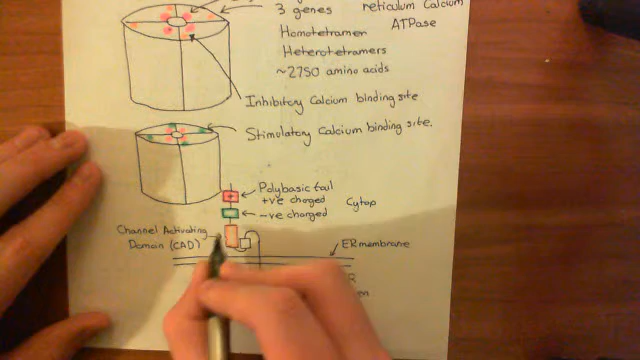 3 genes
reticulum Calcium
ATPase
Homotetramer
Heterotetramers
~2750 amino acids
Inhibitory Calcium binding site
Stimulatory Calcium binding site.
Polybasic tail
+ve charged
-ve charged
Cytop
Channel Activating
Domain (CAD)
ER membrane
R
en